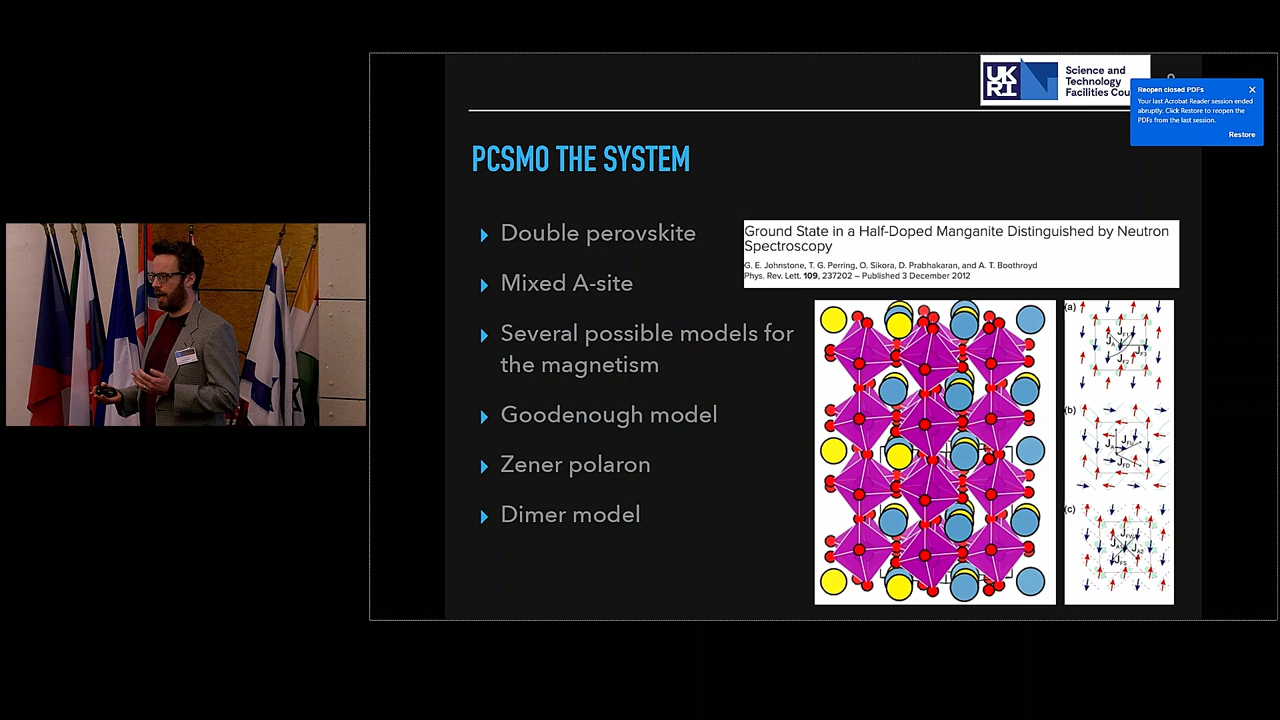 UK
RI
Science and
Technology
Facilities Cou
Reopen closed PDFs
Your last Acrobat Reader session ended
abruptly. Click Restore to reopen the
PDFs from the last session.
Restore
PCSMO THE SYSTEM
Double perovskite
Mixed A-site
Several possible models for
the magnetism
Goodenough model
Zener polaron
Dimer model
Ground State in a Half-Doped Manganite Distinguished by Neutron
Spectroscopy
G. E. Johnstone, T. G. Perring, O. Sikora, D. Prabhakaran, and A. T. Boothroyd
Phys. Rev. Lett. 109, 237202 – Published 3 December 2012
(a)
(b)
(c)